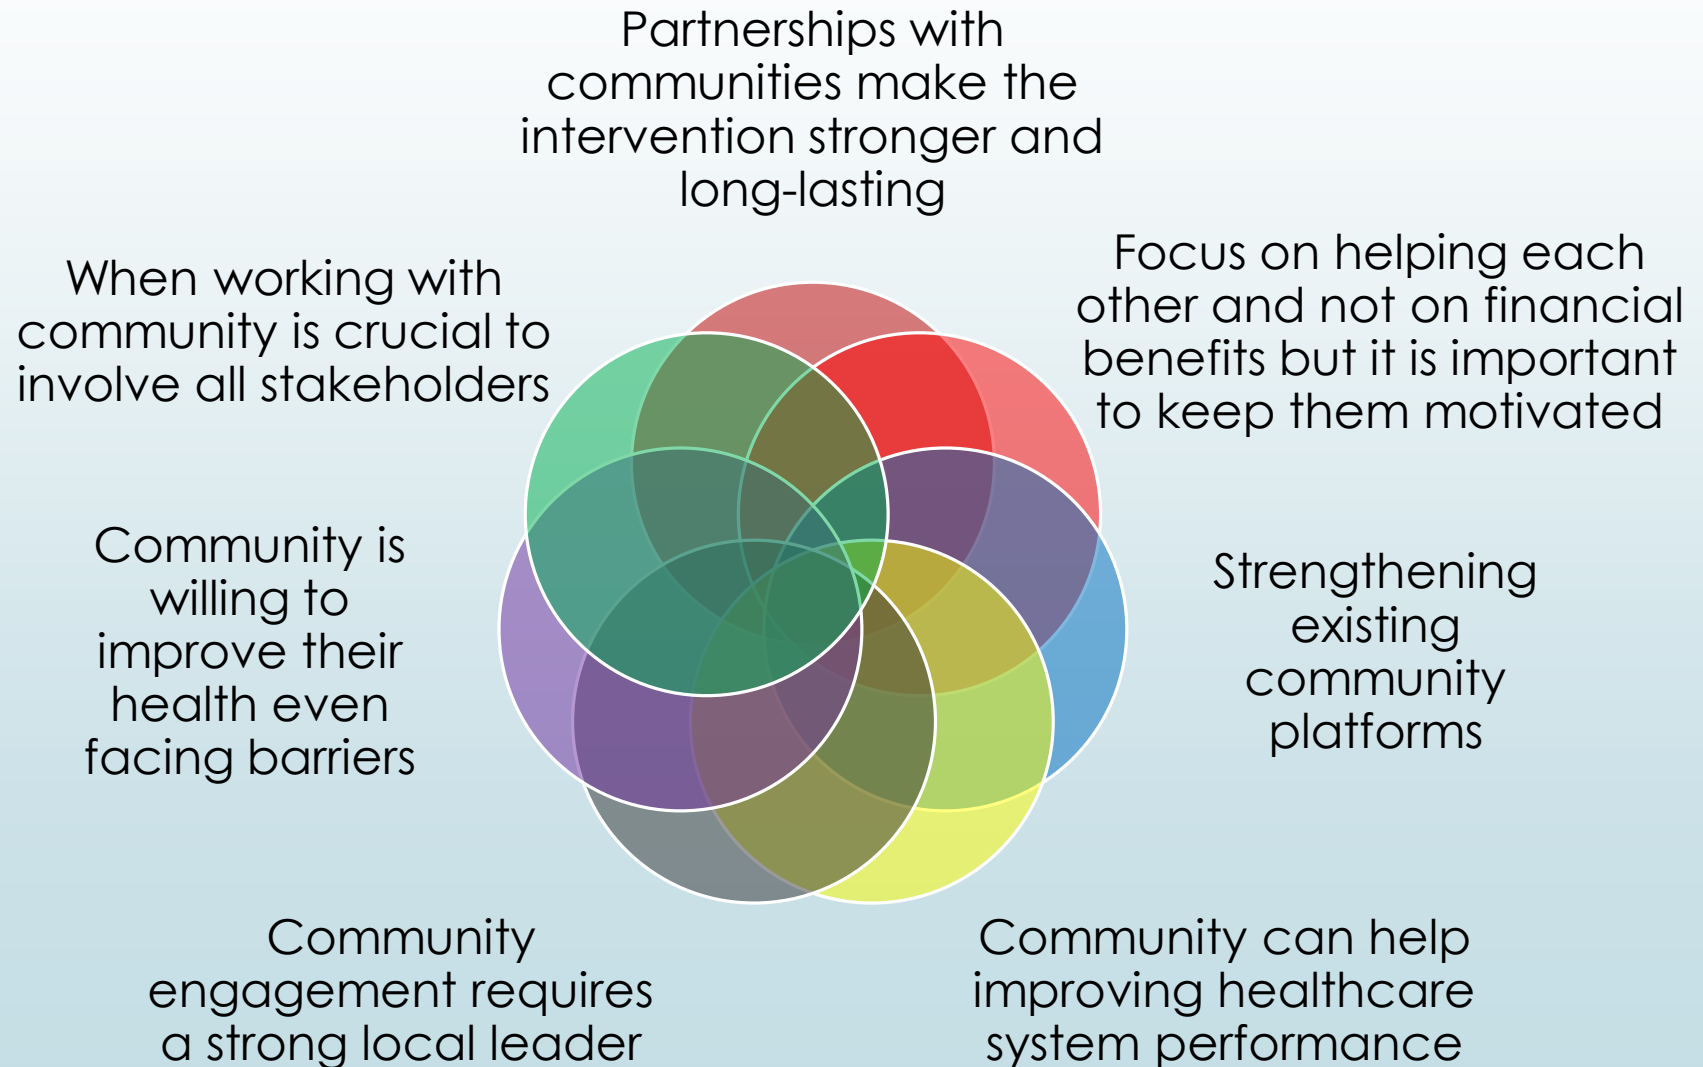 Partnerships with
communities make the
intervention stronger and
long-lasting
Focus on helping each
other and not on financial
benefits but it is important
to keep them motivated
Strengthening
existing
community
platforms
Community can help
improving healthcare
system performance
Community
engagement requires
a strong local leader
Community is
willing to
improve their
health even
facing barriers
When working with
community is crucial to
involve all stakeholders